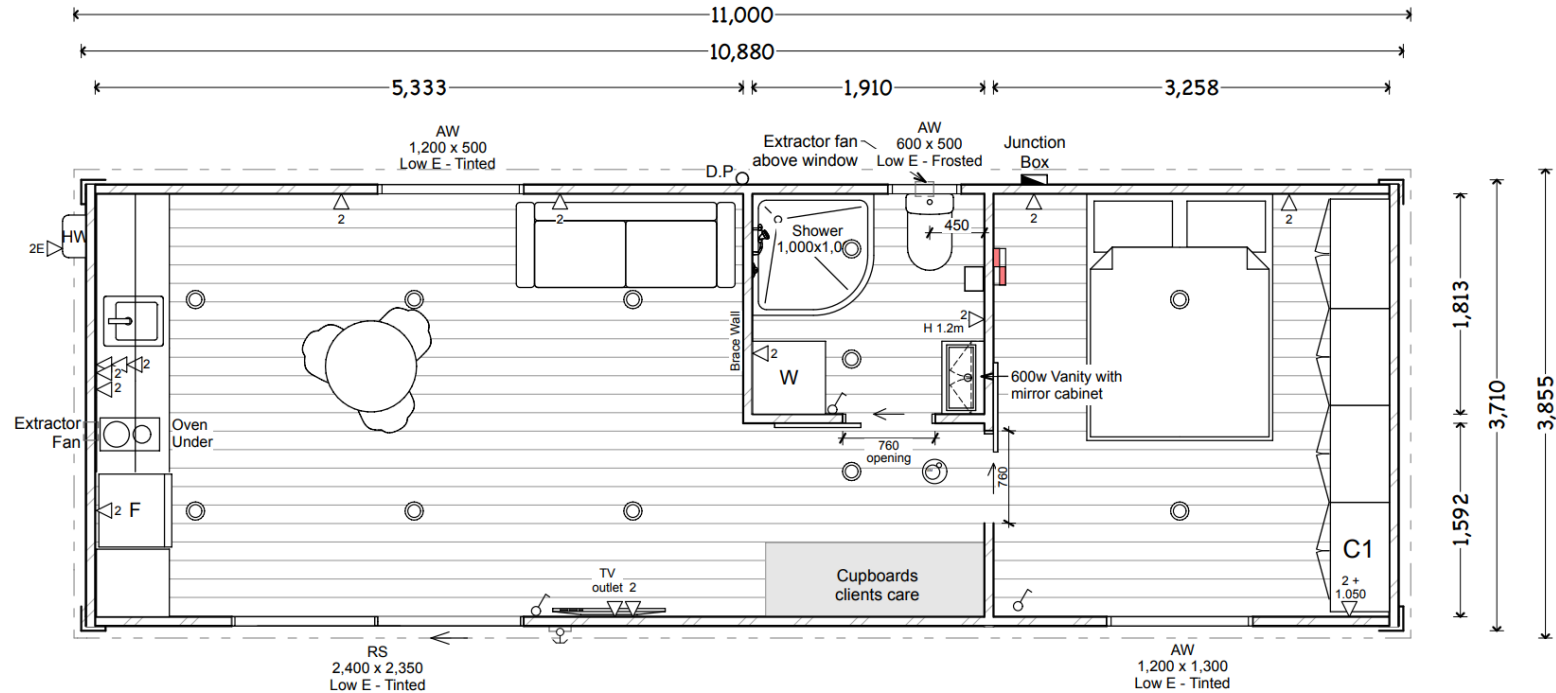 11,000
10,880
5,333
1,910
3,258
AW
1,200 x 500
Low E - Tinted
D.P
Extractor fan
above window
AW
600 x 500
Low E - Frosted
Junction
Box
2
2
2
2
HW
2E
Shower
1,000x1,0
450
2
H 1.2m
Brace Wall
2
W
600w Vanity with
mirror cabinet
2
2
2
Extractor
Fan
Oven
Under
760
opening
760
2
F
TV
outlet 2
Cupboards
clients care
C1
2 +
1.050
1,813
1,592
3,710
3,855
RS
2,400 x 2,350
Low E - Tinted
AW
1,200 x 1,300
Low E - Tinted